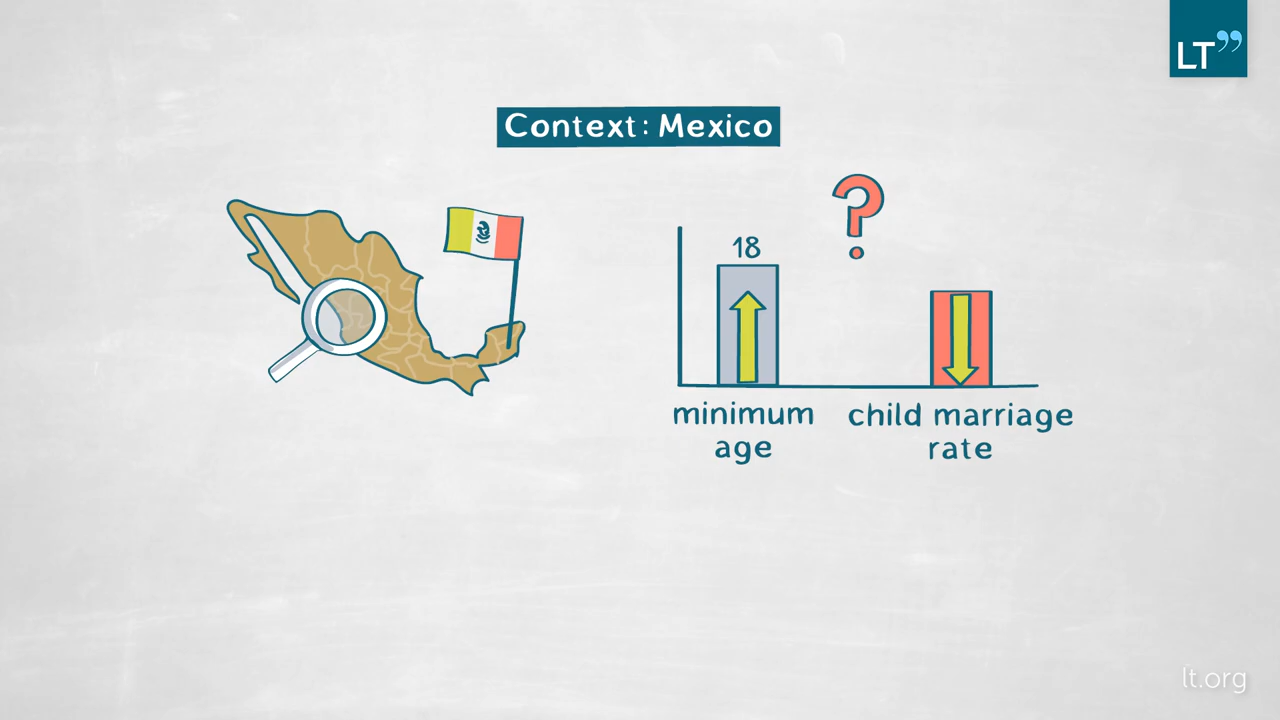 LT”
Context: Mexico
?
18
minimum
age
child marriage
rate
lt.org